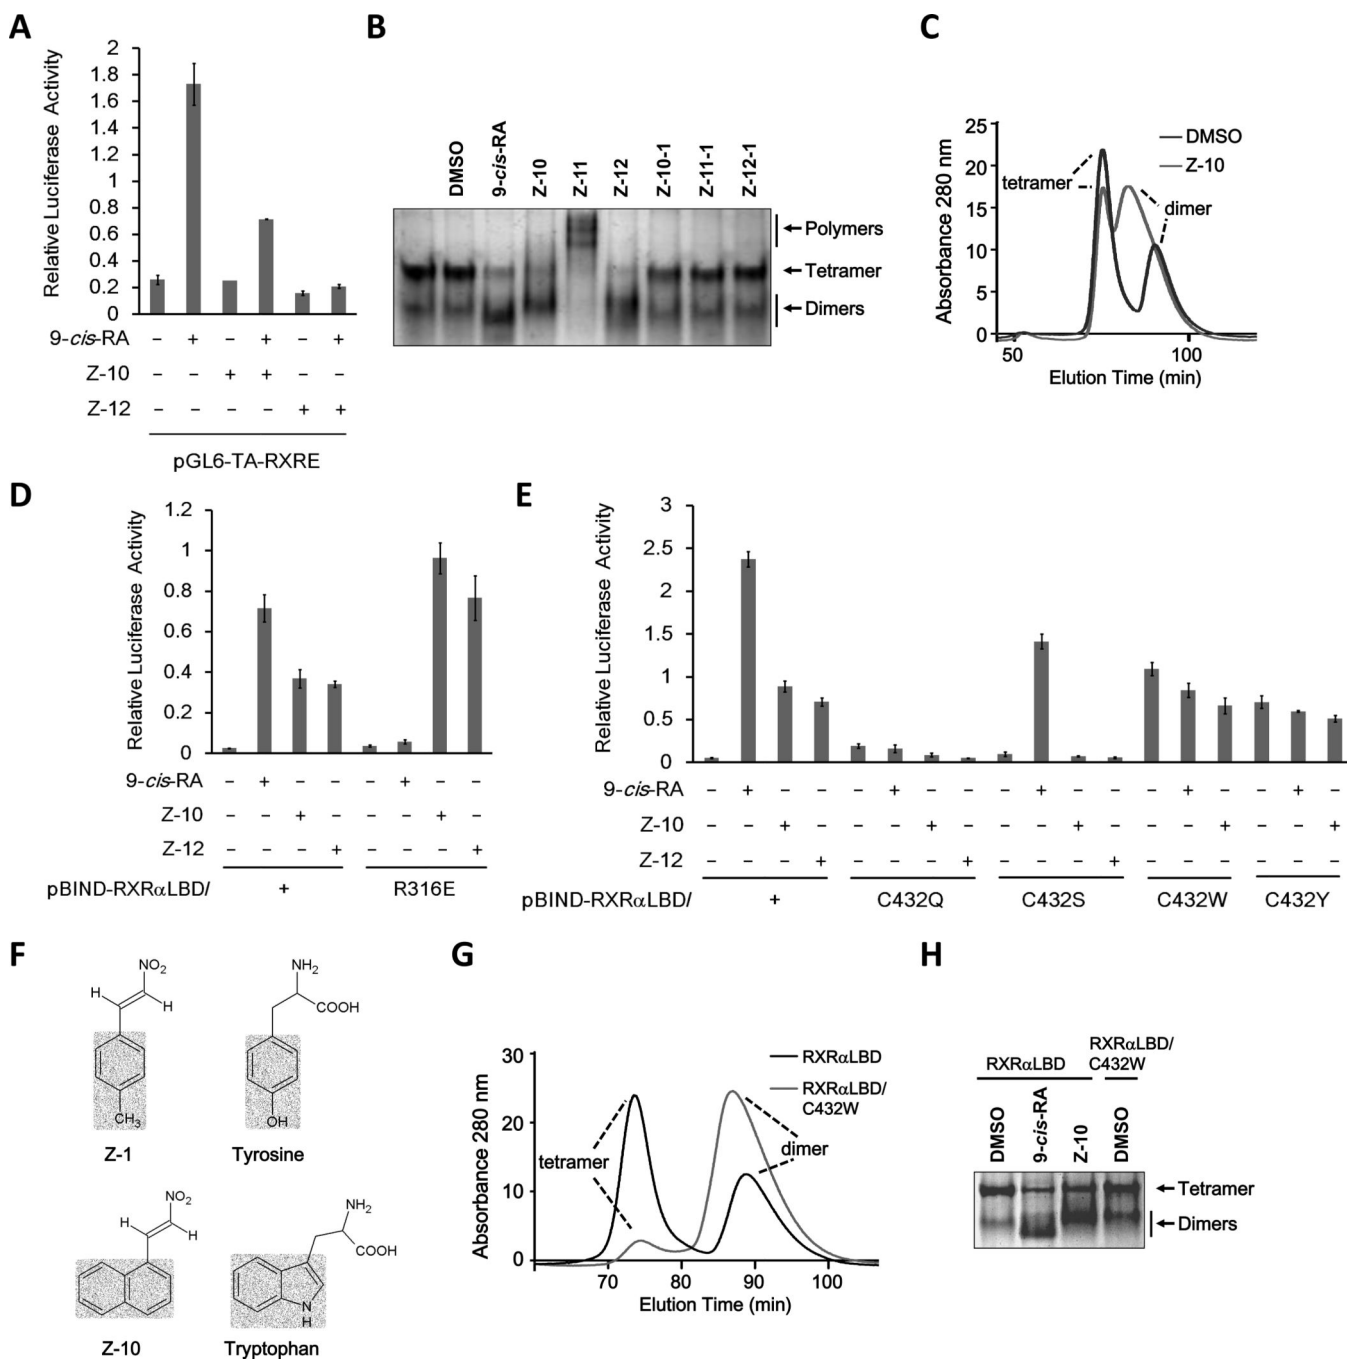 A
Relative Luciferase Activity
2
1.8
1.6
1.4
1.2
1
0.8
0.6
0.4
0.2
0
9-cis-RA – + – + – –
Z-10 – – + + – –
Z-12 – – – – + +
pGL6-TA-RXRE
B
DMSO
9-cis-RA
Z-10
Z-11
Z-12
Z-10-1
Z-11-1
Z-12-1
Polymers
Tetramer
Dimers
C
Absorbance 280 nm
25
20
15
10
5
0
DMSO
Z-10
tetramer
dimer
50 100
Elution Time (min)
D
Relative Luciferase Activity
1.2
1
0.8
0.6
0.4
0.2
0
9-cis-RA – + – – – + – –
Z-10 – – + – – – + –
Z-12 – – – + – – – +
pBIND-RXRαLBD/ + R316E
E
Relative Luciferase Activity
3
2.5
2
1.5
1
0.5
0
9-cis-RA – + – – – + – – – + – – – + – – + –
Z-10 – – + – – – + – – – + – – – + – – +
Z-12 – – – + – – – + – – – + – – – – – –
pBIND-RXRαLBD/ + C432Q C432S C432W C432Y
F
NO2
H
H
CH3
Z-1
NH2
COOH
OH
Tyrosine
NO2
H
H
Z-10
NH2
COOH
N
H
Tryptophan
G
Absorbance 280 nm
30
20
10
0
RXRαLBD
RXRαLBD/
C432W
tetramer
dimer
70 80 90 100
Elution Time (min)
H
RXRαLBD
RXRαLBD/
C432W
DMSO
9-cis-RA
Z-10
DMSO
Tetramer
Dimers